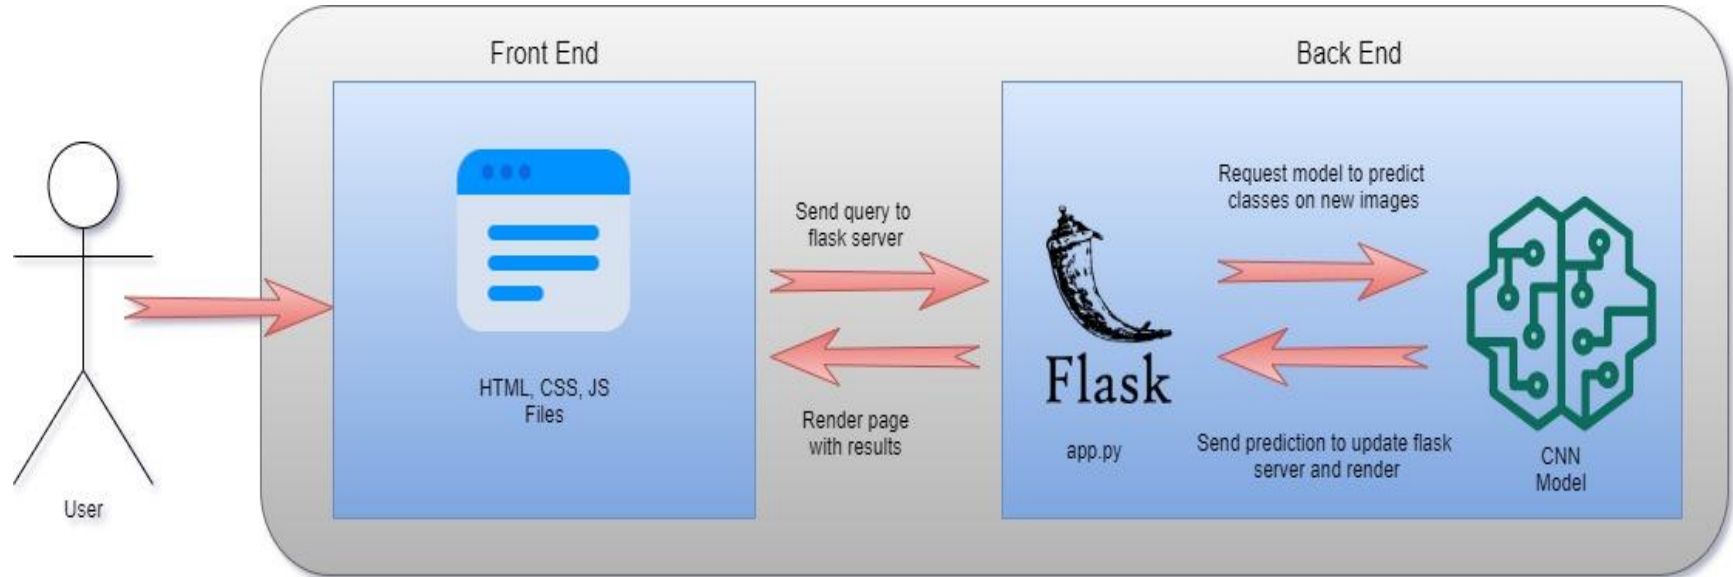 Front End
Back End
HTML, CSS, JS
Files
User
Send query to
flask server
Render page
with results
Flask
app.py
Request model to predict
classes on new images
Send prediction to update flask
server and render
CNN
Model